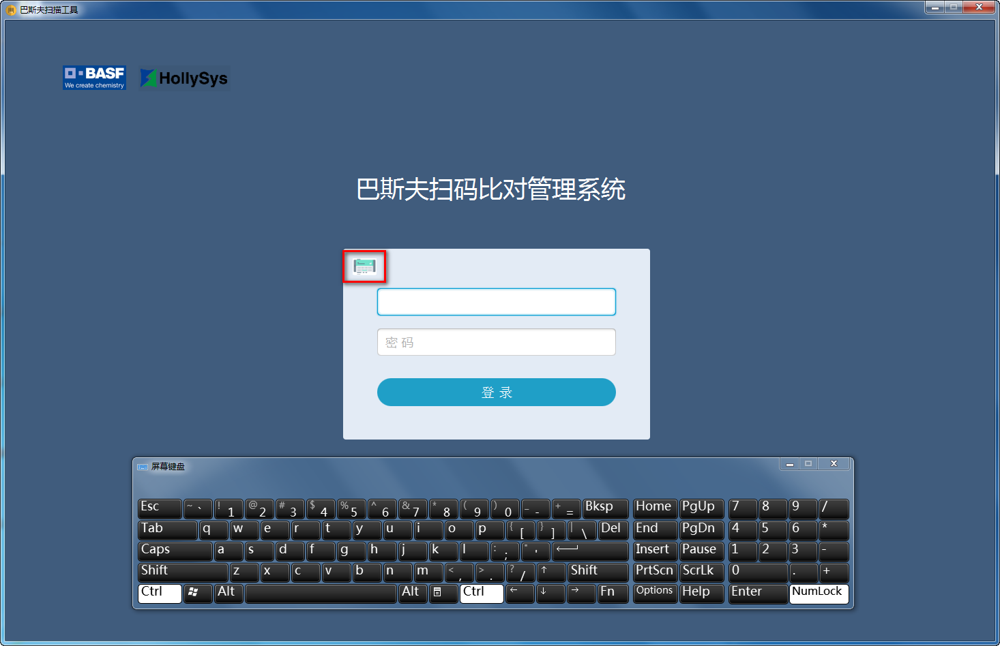 巴斯夫扫描工具
BASF
We create chemistry
HollySys
巴斯夫扫码比对管理系统
密 码
登 录
屏幕键盘
Esc ~ ` ! 1 @ 2 # 3 $ 4 % 5 ^ 6 & 7 * 8 ( 9 ) 0 _ - + = Bksp Home PgUp 7 8 9 /
Tab q w e r t y u i o p { [ } ] | \ Del End PgDn 4 5 6 *
Caps a s d f g h j k l : ; " ' Insert Pause 1 2 3 -
Shift z x c v b n m < , > . ? / ↑ Shift PrtScn ScrLk 0 . +
Ctrl Alt Alt Ctrl ← ↓ → Fn Options Help Enter NumLock